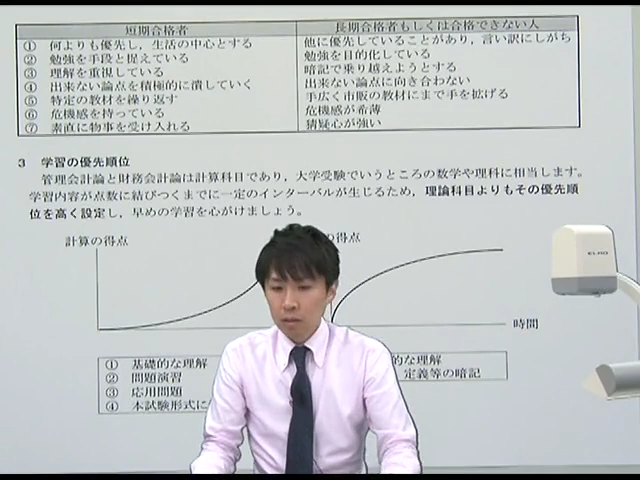 短期合格者
長期合格者もしくは合格できない人
① 何よりも優先し，生活の中心とする
他に優先していることがあり，言い訳にしがち
② 勉強を手段と捉えている
勉強を目的化している
③ 理解を重視している
暗記で乗り越えようとする
④ 出来ない論点を積極的に潰していく
出来ない論点に向き合わない
⑤ 特定の教材を繰り返す
手広く市販の教材にまで手を拡げる
⑥ 危機感を持っている
危機感が希薄
⑦ 素直に物事を受け入れる
猜疑心が強い
3 学習の優先順位
管理会計論と財務会計論は計算科目であり，大学受験でいうところの数学や理科に相当します。
学習内容が点数に結びつくまでに一定のインターバルが生じるため，理論科目よりもその優先順
位を高く設定し，早めの学習を心がけましょう。
計算の得点
の得点
時間
① 基礎的な理解
② 問題演習
③ 応用問題
④ 本試験形式に
的な理解
定義等の暗記
ELMO